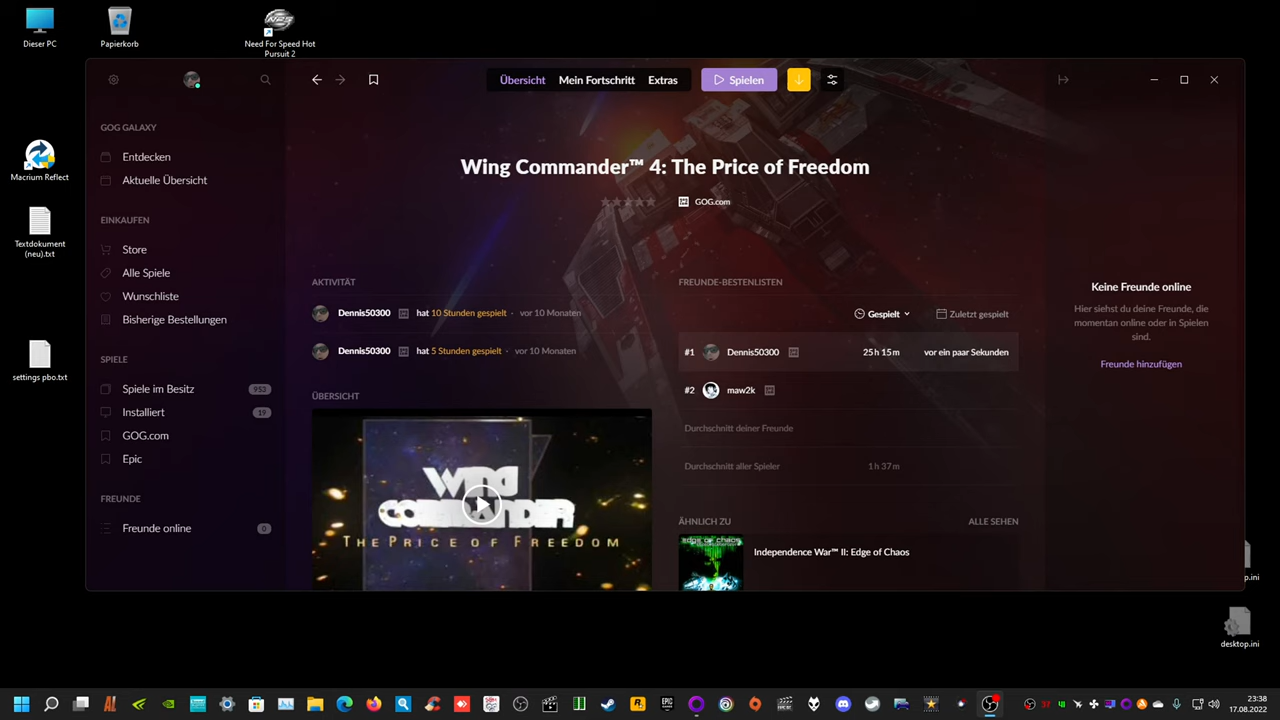 Dieser PC
Papierkorb
Need For Speed Hot
Pursuit 2
Macrium Reflect
Textdokument
(neu).txt
settings pbo.txt
Übersicht
Mein Fortschritt
Extras
Spielen
GOG GALAXY
Entdecken
Aktuelle Übersicht
EINKAUFEN
Store
Alle Spiele
Wunschliste
Bisherige Bestellungen
SPIELE
Spiele im Besitz 953
Installiert 19
GOG.com
Epic
FREUNDE
Freunde online 0
Wing Commander™ 4: The Price of Freedom
GOG.com
AKTIVITÄT
Dennis50300 hat 10 Stunden gespielt · vor 10 Monaten
Dennis50300 hat 5 Stunden gespielt · vor 10 Monaten
ÜBERSICHT
WING
COMMANDER
THE PRICE OF FREEDOM
FREUNDE-BESTENLISTEN
Gespielt
Zuletzt gespielt
#1 Dennis50300 25 h 15 m vor ein paar Sekunden
#2 maw2k
Durchschnitt deiner Freunde
Durchschnitt aller Spieler 1 h 37 m
ÄHNLICH ZU ALLE SEHEN
EDGE OF CHAOS
Independence War™ II: Edge of Chaos
Keine Freunde online
Hier siehst du deine Freunde, die
momentan online oder in Spielen
sind.
Freunde hinzufügen
p.ini
desktop.ini
23:38
17.08.2022